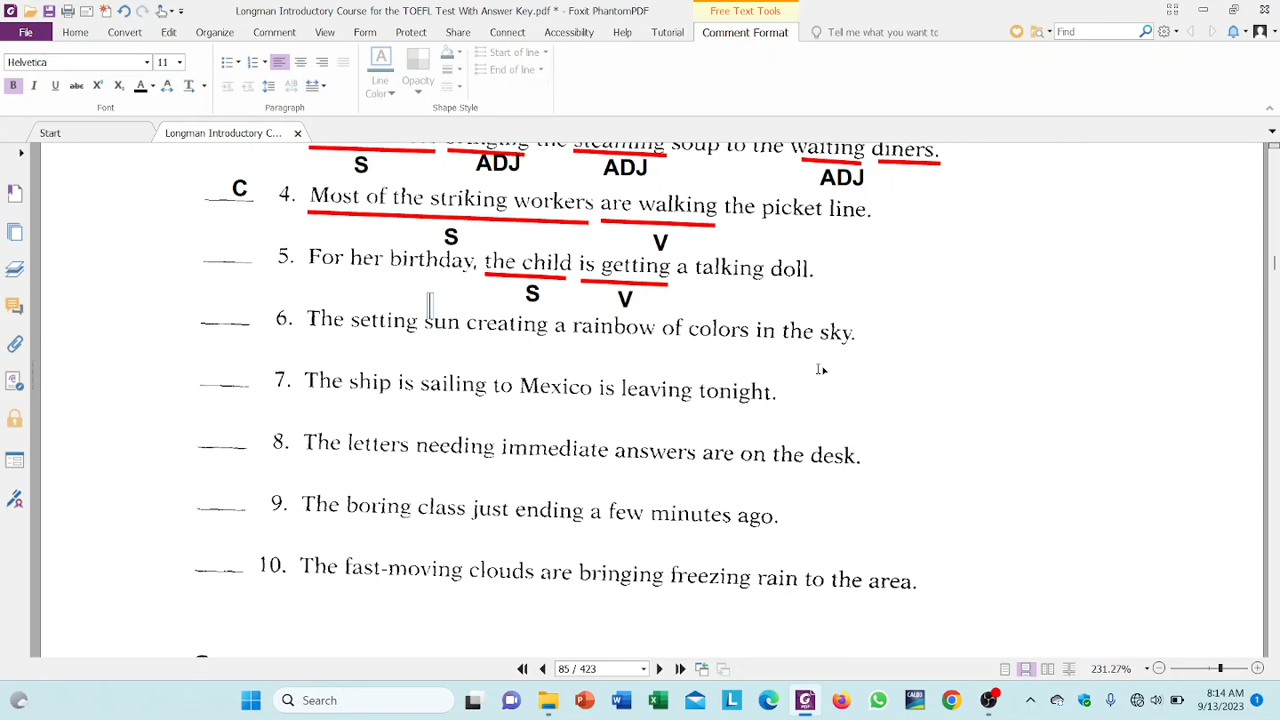 Longman Introductory Course for the TOEFL Test With Answer Key.pdf * - Foxit PhantomPDF
Free Text Tools
File Home Convert Edit Organize Comment View Form Protect Share Connect Accessibility Help Tutorial Comment Format Tell me what you want to Find
Helvetica 11
B I U abc X² X₂ A T
Font
Paragraph
Line Color
Opacity
Start of line
End of line
Shape Style
Start
Longman Introductory C...
the steaming soup to the waiting diners.
S ADJ ADJ ADJ
C 4. Most of the striking workers are walking the picket line.
S V
5. For her birthday, the child is getting a talking doll.
S V
6. The setting sun creating a rainbow of colors in the sky.
7. The ship is sailing to Mexico is leaving tonight.
8. The letters needing immediate answers are on the desk.
9. The boring class just ending a few minutes ago.
10. The fast-moving clouds are bringing freezing rain to the area.
85 / 423
231.27%
Search
CALBO
8:14 AM
9/13/2023